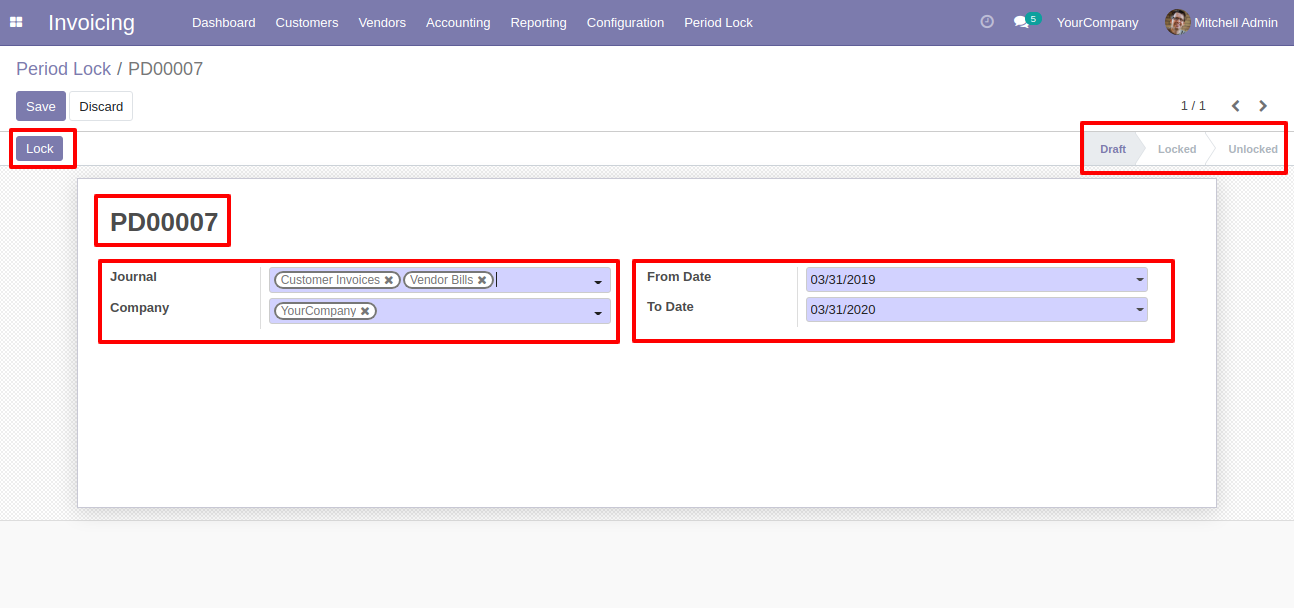 Invoicing Dashboard Customers Vendors Accounting Reporting Configuration Period Lock 5 YourCompany Mitchell Admin
Period Lock / PD00007
Save Discard 1 / 1
Lock Draft Locked Unlocked
PD00007
Journal Customer Invoices Vendor Bills From Date 03/31/2019
Company YourCompany To Date 03/31/2020